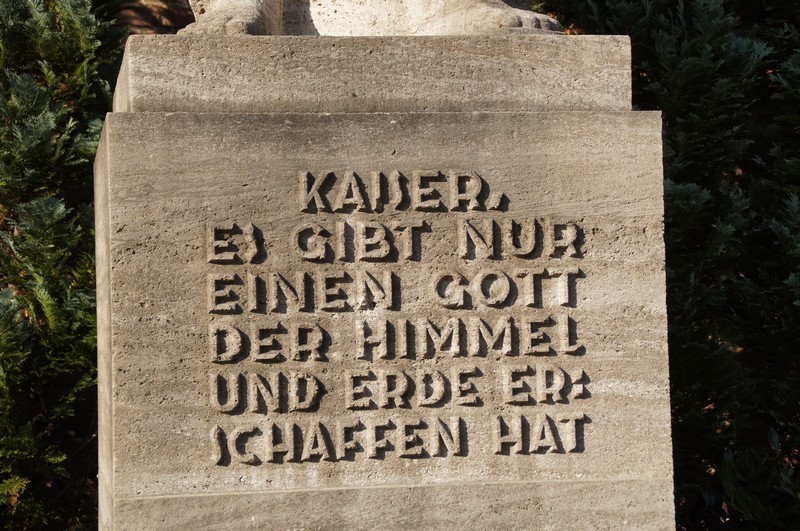 KAISER,
ES GIBT NUR
EINEN GOTT
DER HIMMEL
UND ERDE ER:
SCHAFFEN HAT